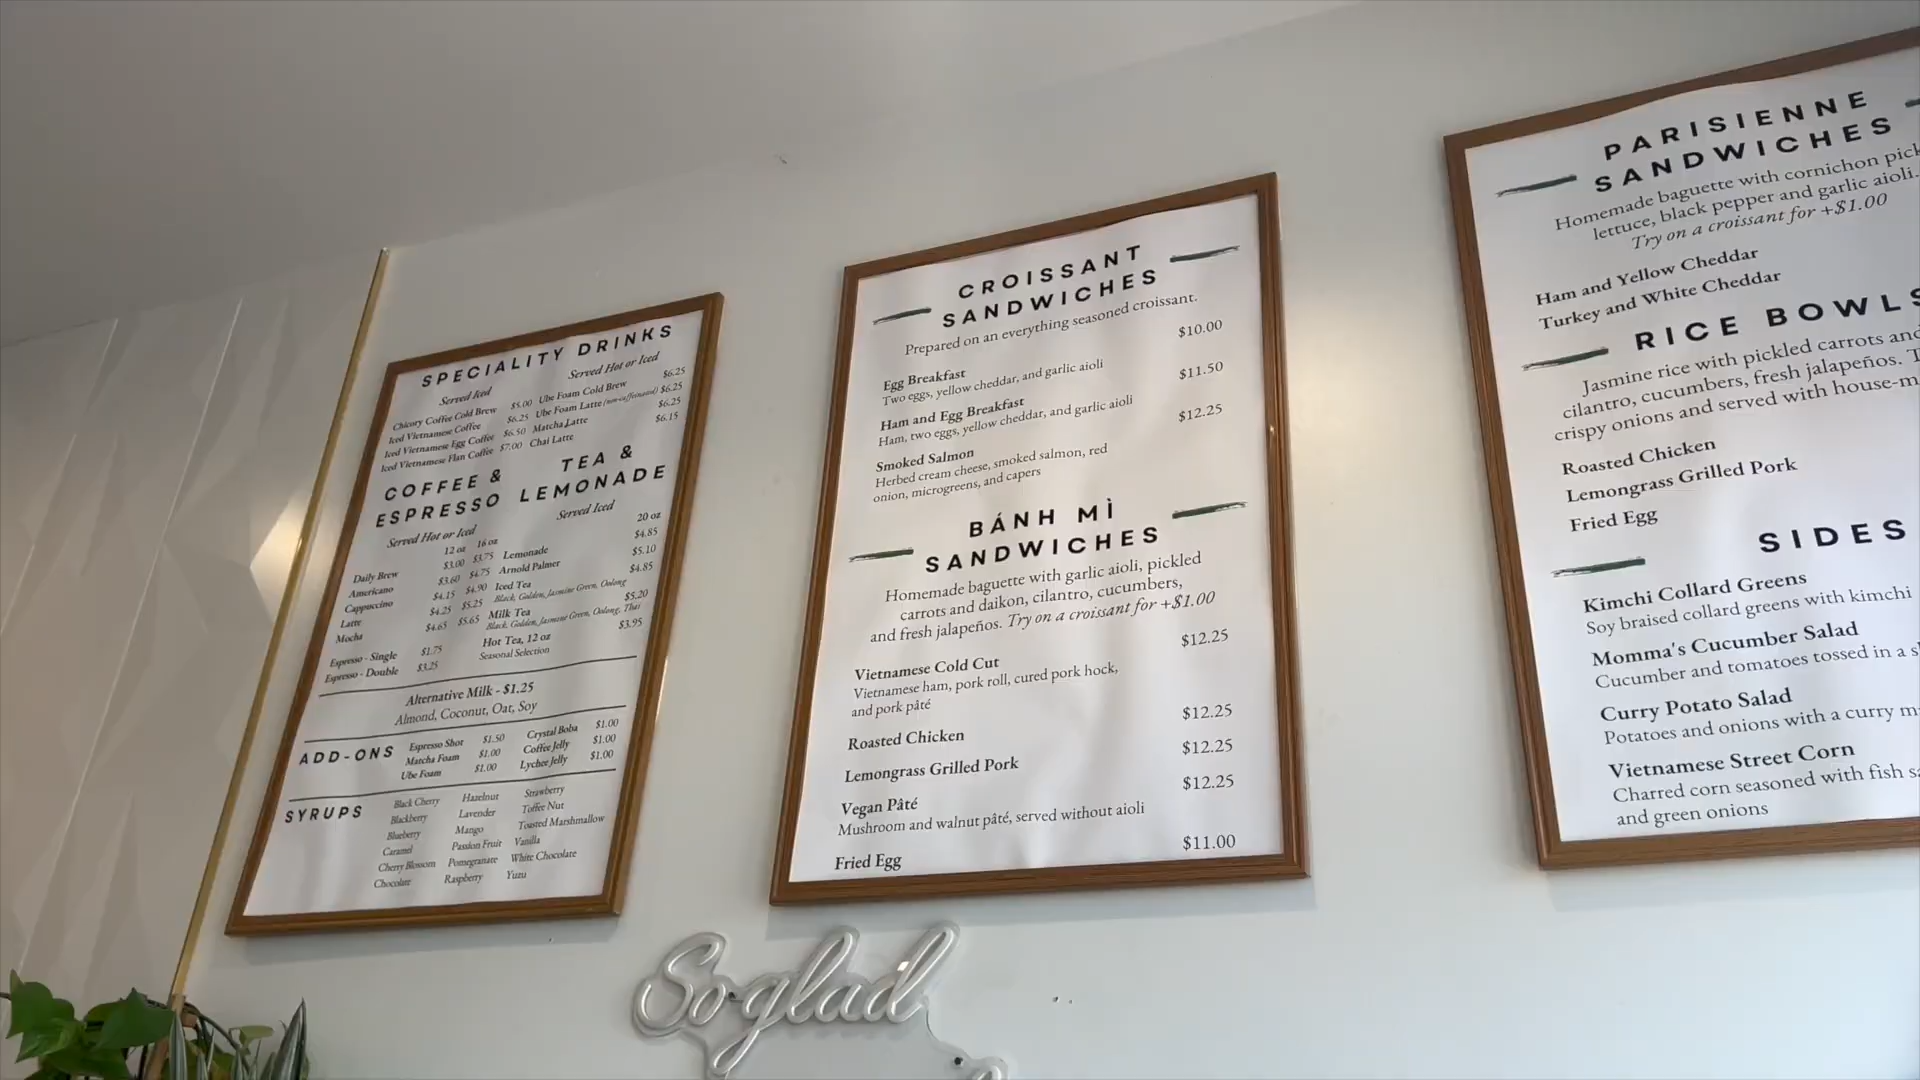 SPECIALITY DRINKS
Served Iced
Chicory Coffee Cold Brew $5.00
Iced Vietnamese Coffee $6.25
Iced Vietnamese Egg Coffee $6.50
Iced Vietnamese Flan Coffee $7.00
Served Hot or Iced
Ube Foam Cold Brew $6.25
Ube Foam Latte (non-caffeinated) $6.25
Matcha Latte $6.25
Chai Latte $6.15
COFFEE &
ESPRESSO
Served Hot or Iced
12 oz 16 oz
Daily Brew $3.00 $3.75
Americano $3.60 $4.75
Cappuccino $4.15 $4.90
Latte $4.25 $5.25
Mocha $4.65 $5.65
Espresso - Single $1.75
Espresso - Double $3.25
TEA &
LEMONADE
Served Iced
20 oz
Lemonade $4.85
Arnold Palmer $5.10
Iced Tea $4.85
Black, Golden, Jasmine Green, Oolong
Milk Tea $5.20
Black, Golden, Jasmine Green, Oolong, Thai
Hot Tea, 12 oz $3.95
Seasonal Selection
Alternative Milk - $1.25
Almond, Coconut, Oat, Soy
ADD-ONS
Espresso Shot $1.50
Matcha Foam $1.00
Ube Foam $1.00
Crystal Boba $1.00
Coffee Jelly $1.00
Lychee Jelly $1.00
SYRUPS
Black Cherry
Blackberry
Blueberry
Caramel
Cherry Blossom
Chocolate
Hazelnut
Lavender
Mango
Passion Fruit
Pomegranate
Raspberry
Strawberry
Toffee Nut
Toasted Marshmallow
Vanilla
White Chocolate
Yuzu
CROISSANT
SANDWICHES
Prepared on an everything seasoned croissant.
Egg Breakfast $10.00
Two eggs, yellow cheddar, and garlic aioli
Ham and Egg Breakfast $11.50
Ham, two eggs, yellow cheddar, and garlic aioli
Smoked Salmon $12.25
Herbed cream cheese, smoked salmon, red
onion, microgreens, and capers
BÁNH MÌ
SANDWICHES
Homemade baguette with garlic aioli, pickled
carrots and daikon, cilantro, cucumbers,
and fresh jalapeños. Try on a croissant for +$1.00
Vietnamese Cold Cut $12.25
Vietnamese ham, pork roll, cured pork hock,
and pork pâté
Roasted Chicken $12.25
Lemongrass Grilled Pork $12.25
Vegan Pâté $12.25
Mushroom and walnut pâté, served without aioli
Fried Egg $11.00
PARISIENNE
SANDWICHES
Homemade baguette with cornichon
lettuce, black pepper and garlic aioli.
Try on a croissant for +$1.00
Ham and Yellow Cheddar
Turkey and White Cheddar
RICE BOWLS
Jasmine rice with pickled carrots and
cilantro, cucumbers, fresh jalapeños.
crispy onions and served with
Roasted Chicken
Lemongrass Grilled Pork
Fried Egg
SIDES
Kimchi Collard Greens
Soy braised collard greens with kimchi
Momma's Cucumber Salad
Cucumber and tomatoes tossed in a
Curry Potato Salad
Potatoes and onions with a curry
Vietnamese Street Corn
Charred corn seasoned with fish
and green onions
So glad